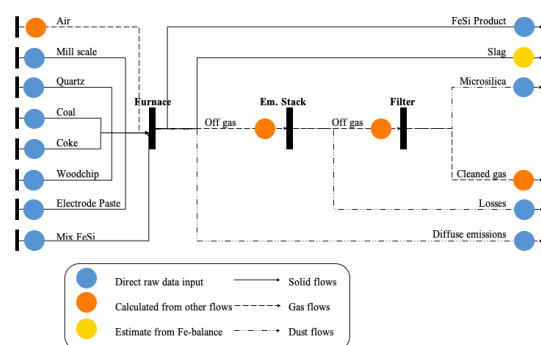 Air
FeSi Product
Mill scale
Slag
Quartz
Microsilica
Coal
Furnace
Em. Stack
Filter
Off gas
Off gas
Coke
Woodchip
Cleaned gas
Electrode Paste
Losses
Mix FeSi
Diffuse emissions
Direct raw data input
Solid flows
Calculated from other flows
Gas flows
Estimate from Fe-balance
Dust flows